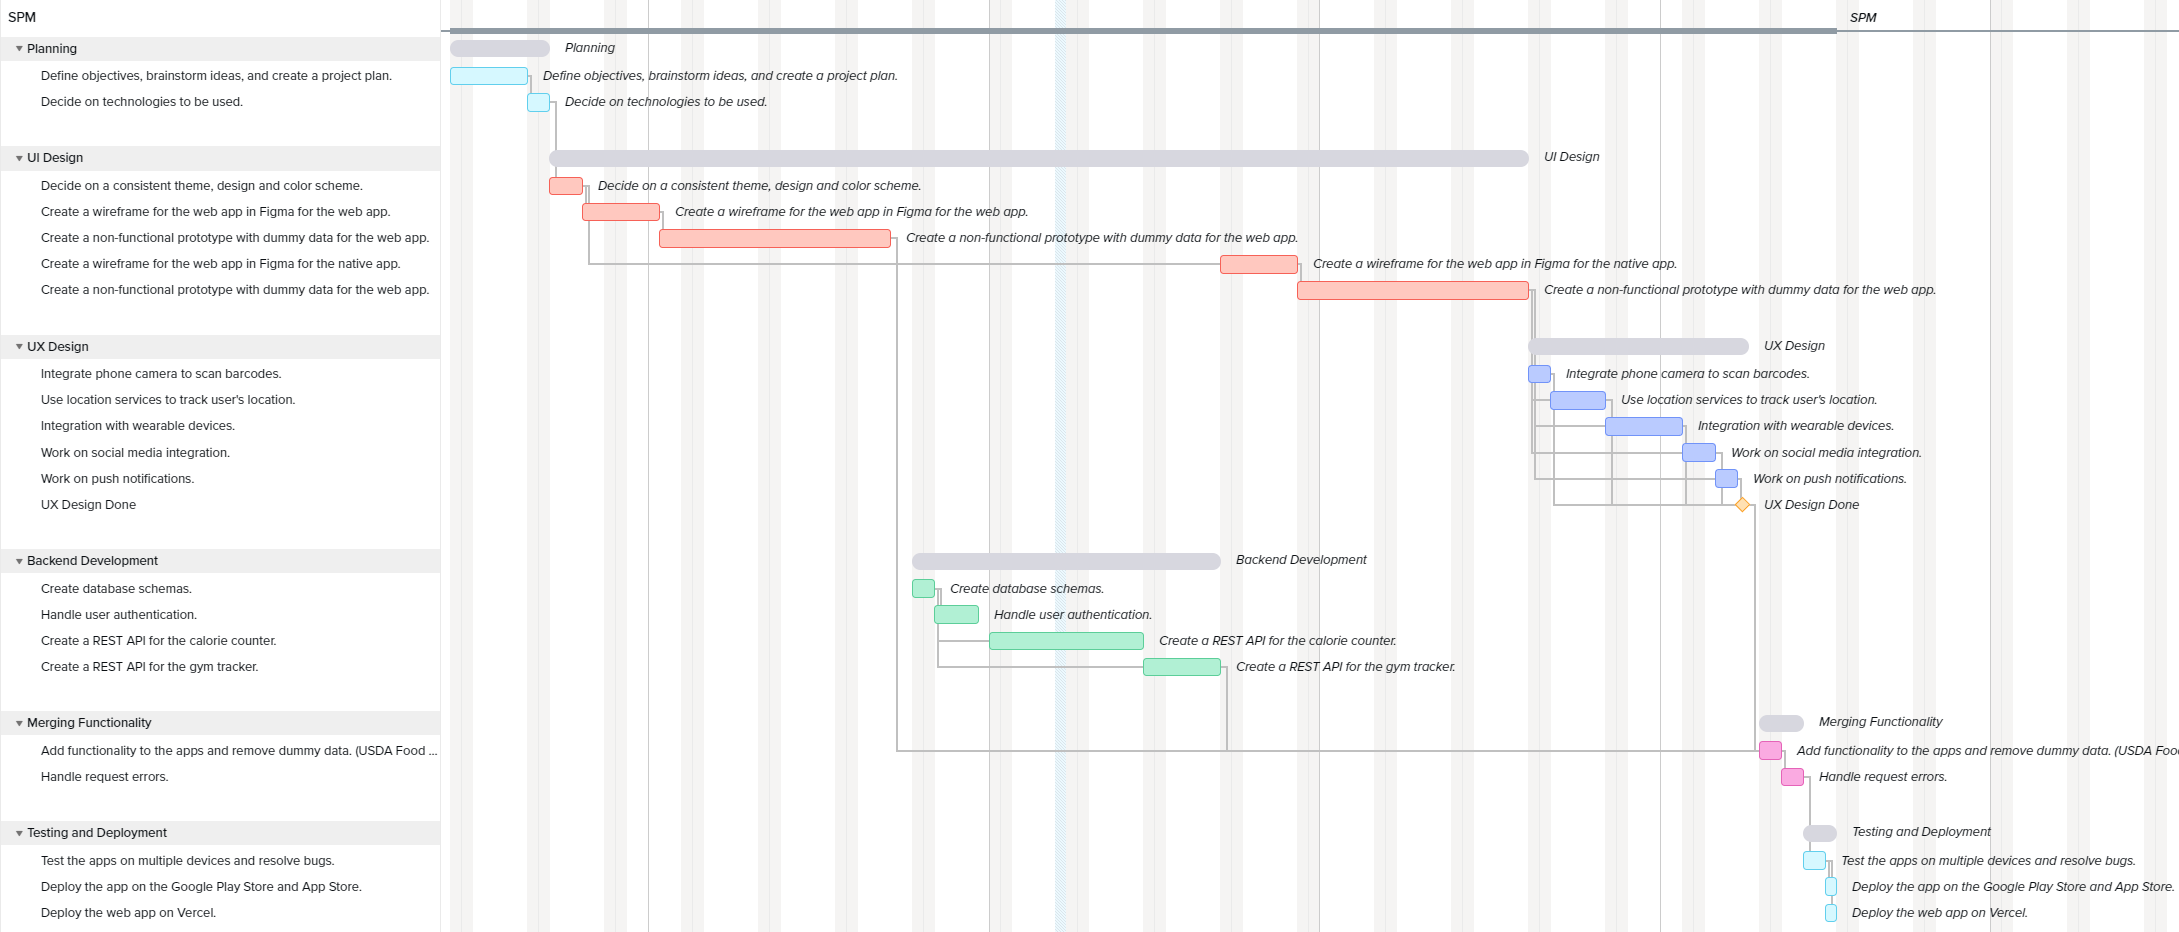 SPM
SPM
Planning
Planning
Define objectives, brainstorm ideas, and create a project plan.
Define objectives, brainstorm ideas, and create a project plan.
Decide on technologies to be used.
Decide on technologies to be used.
UI Design
UI Design
Decide on a consistent theme, design and color scheme.
Decide on a consistent theme, design and color scheme.
Create a wireframe for the web app in Figma for the web app.
Create a wireframe for the web app in Figma for the web app.
Create a non-functional prototype with dummy data for the web app.
Create a non-functional prototype with dummy data for the web app.
Create a wireframe for the web app in Figma for the native app.
Create a wireframe for the web app in Figma for the native app.
Create a non-functional prototype with dummy data for the web app.
Create a non-functional prototype with dummy data for the web app.
UX Design
UX Design
Integrate phone camera to scan barcodes.
Integrate phone camera to scan barcodes.
Use location services to track user's location.
Use location services to track user's location.
Integration with wearable devices.
Integration with wearable devices.
Work on social media integration.
Work on social media integration.
Work on push notifications.
Work on push notifications.
UX Design Done
UX Design Done
Backend Development
Backend Development
Create database schemas.
Create database schemas.
Handle user authentication.
Handle user authentication.
Create a REST API for the calorie counter.
Create a REST API for the calorie counter.
Create a REST API for the gym tracker.
Create a REST API for the gym tracker.
Merging Functionality
Merging Functionality
Add functionality to the apps and remove dummy data. (USDA Food ...
Add functionality to the apps and remove dummy data. (USDA Foo
Handle request errors.
Handle request errors.
Testing and Deployment
Testing and Deployment
Test the apps on multiple devices and resolve bugs.
Test the apps on multiple devices and resolve bugs.
Deploy the app on the Google Play Store and App Store.
Deploy the app on the Google Play Store and App Store.
Deploy the web app on Vercel.
Deploy the web app on Vercel.